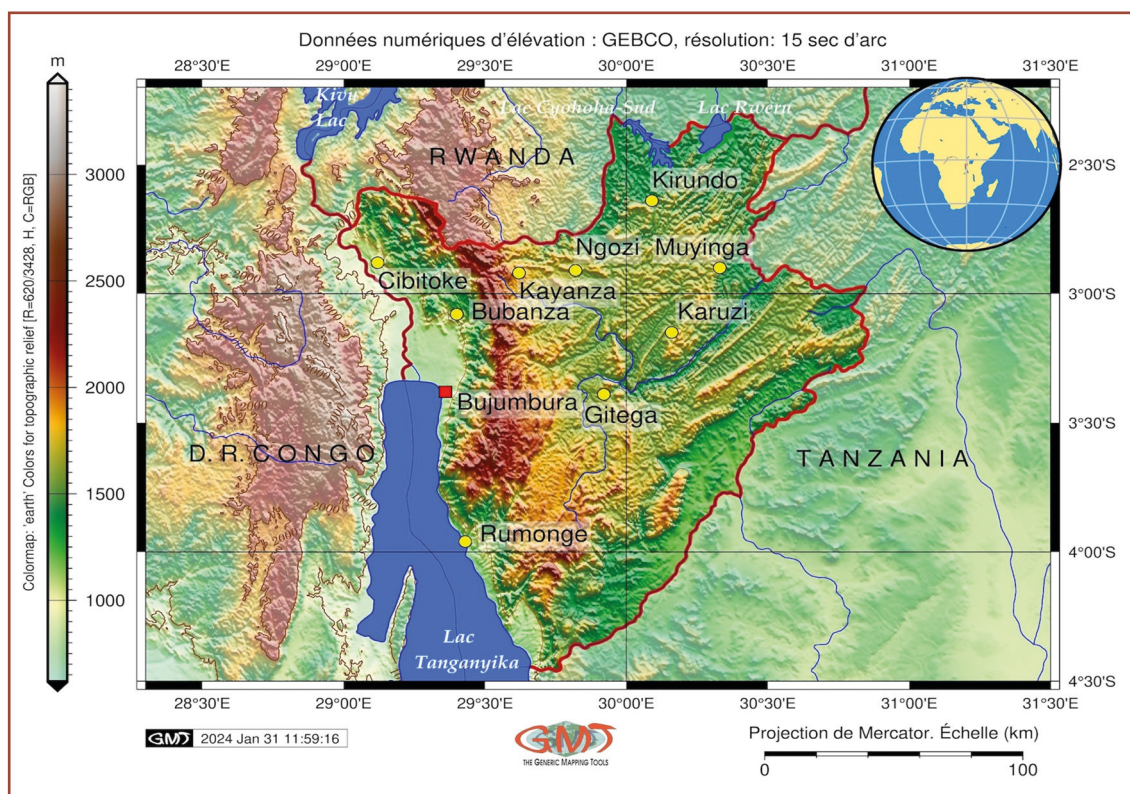 Données numériques d'élévation : GEBCO, résolution: 15 sec d'arc
m
28°30'E 29°00'E 29°30'E 30°00'E 30°30'E 31°00'E 31°30'E
Kivu
Lac
Lac Cyohoha-Sud
Lac Rweru
RWANDA
2°30'S
3000
Kirundo
Ngozi
Muyinga
2500
Cibitoke
Kayanza
3°00'S
Bubanza
Karuzi
2000
Bujumbura
Gitega
3°30'S
D.R.CONGO
TANZANIA
1500
Rumonge
4°00'S
1000
Lac
Tanganyika
4°30'S
28°30'E 29°00'E 29°30'E 30°00'E 30°30'E 31°00'E 31°30'E
Colormap: 'earth' Colors for topographic relief [R=620/3428, H, C=RGB]
GMT 2024 Jan 31 11:59:16
GMT
THE GENERIC MAPPING TOOLS
Projection de Mercator. Échelle (km)
0 100